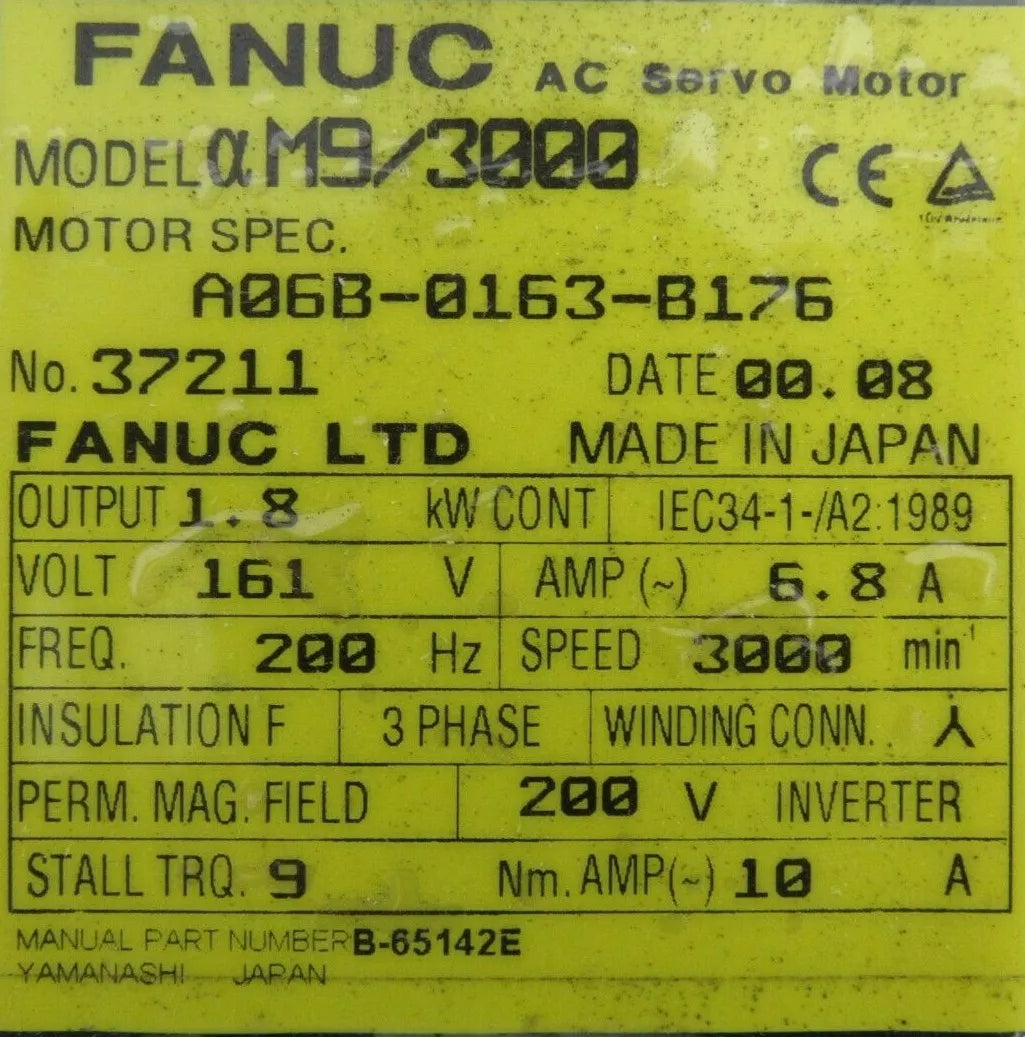 FANUC AC Servo Motor
MODEL αM9/3000 CE
MOTOR SPEC.
A06B-0163-B176
No. 37211 DATE 00.08
FANUC LTD MADE IN JAPAN
OUTPUT 1.8 kW CONT IEC34-1-/A2:1989
VOLT 161 V AMP (~) 6.8 A
FREQ. 200 Hz SPEED 3000 min⁻¹
INSULATION F 3 PHASE WINDING CONN.
PERM. MAG. FIELD 200 V INVERTER
STALL TRQ. 9 Nm. AMP(~) 10 A
MANUAL PART NUMBER B-65142E
YAMANASHI JAPAN